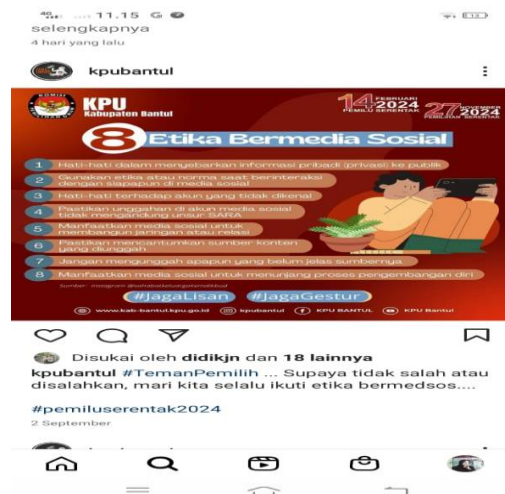 4G 11.15 G
selengkapnya
4 hari yang lalu
kpubantul
KOMISI
KPU
Kabupaten Bantul
14 FEBRUARI 2024
PEMILU SERENTAK
27 NOVEMBER 2024
PEMILIHAN SERENTAK
8 Etika Bermedia Sosial
1 Hati-hati dalam menyebarkan informasi pribadi (privasi) ke publik
2 Gunakan etika atau norma saat berinteraksi
dengan siapapun di media sosial
3 Hati-hati terhadap akun yang tidak dikenal
4 Pastikan unggahan di akun media sosial
tidak mengandung unsur SARA
5 Manfaatkan media sosial untuk
membangun jaringan atau relasi
6 Pastikan mencantumkan sumber konten
yang diunggah
7 Jangan mengunggah apapun yang belum jelas sumbernya
8 Manfaatkan media sosial untuk menunjang proses pengembangan diri
Sumber: instagram @sahabatkeluargakemdikbud
#JagaLisan #JagaGestur
www.kab-bantul.kpu.go.id kpubantul KPU BANTUL KPU Bantul
Disukai oleh didikjn dan 18 lainnya
kpubantul #TemanPemilih ... Supaya tidak salah atau
disalahkan, mari kita selalu ikuti etika bermedsos....
#pemiluserentak2024
2 September